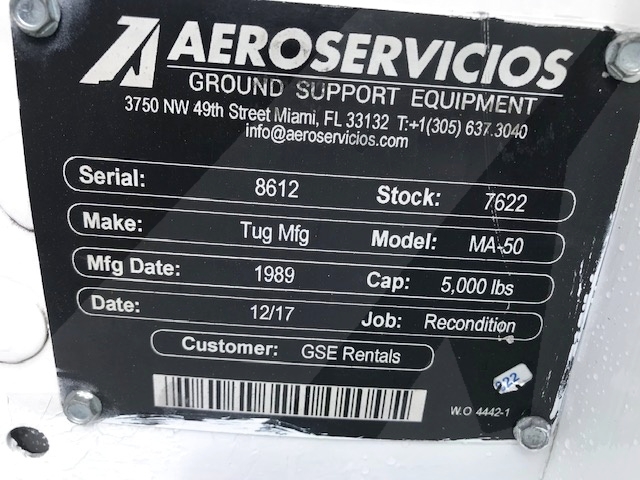 AEROSERVICIOS
GROUND SUPPORT EQUIPMENT
3750 NW 49th Street Miami, FL 33132 T:+1(305) 637.3040
info@aeroservicios.com
Serial: 8612 Stock: 7622
Make: Tug Mfg Model: MA-50
Mfg Date: 1989 Cap: 5,000 lbs
Date: 12/17 Job: Recondition
Customer: GSE Rentals
222
W.O 4442-1